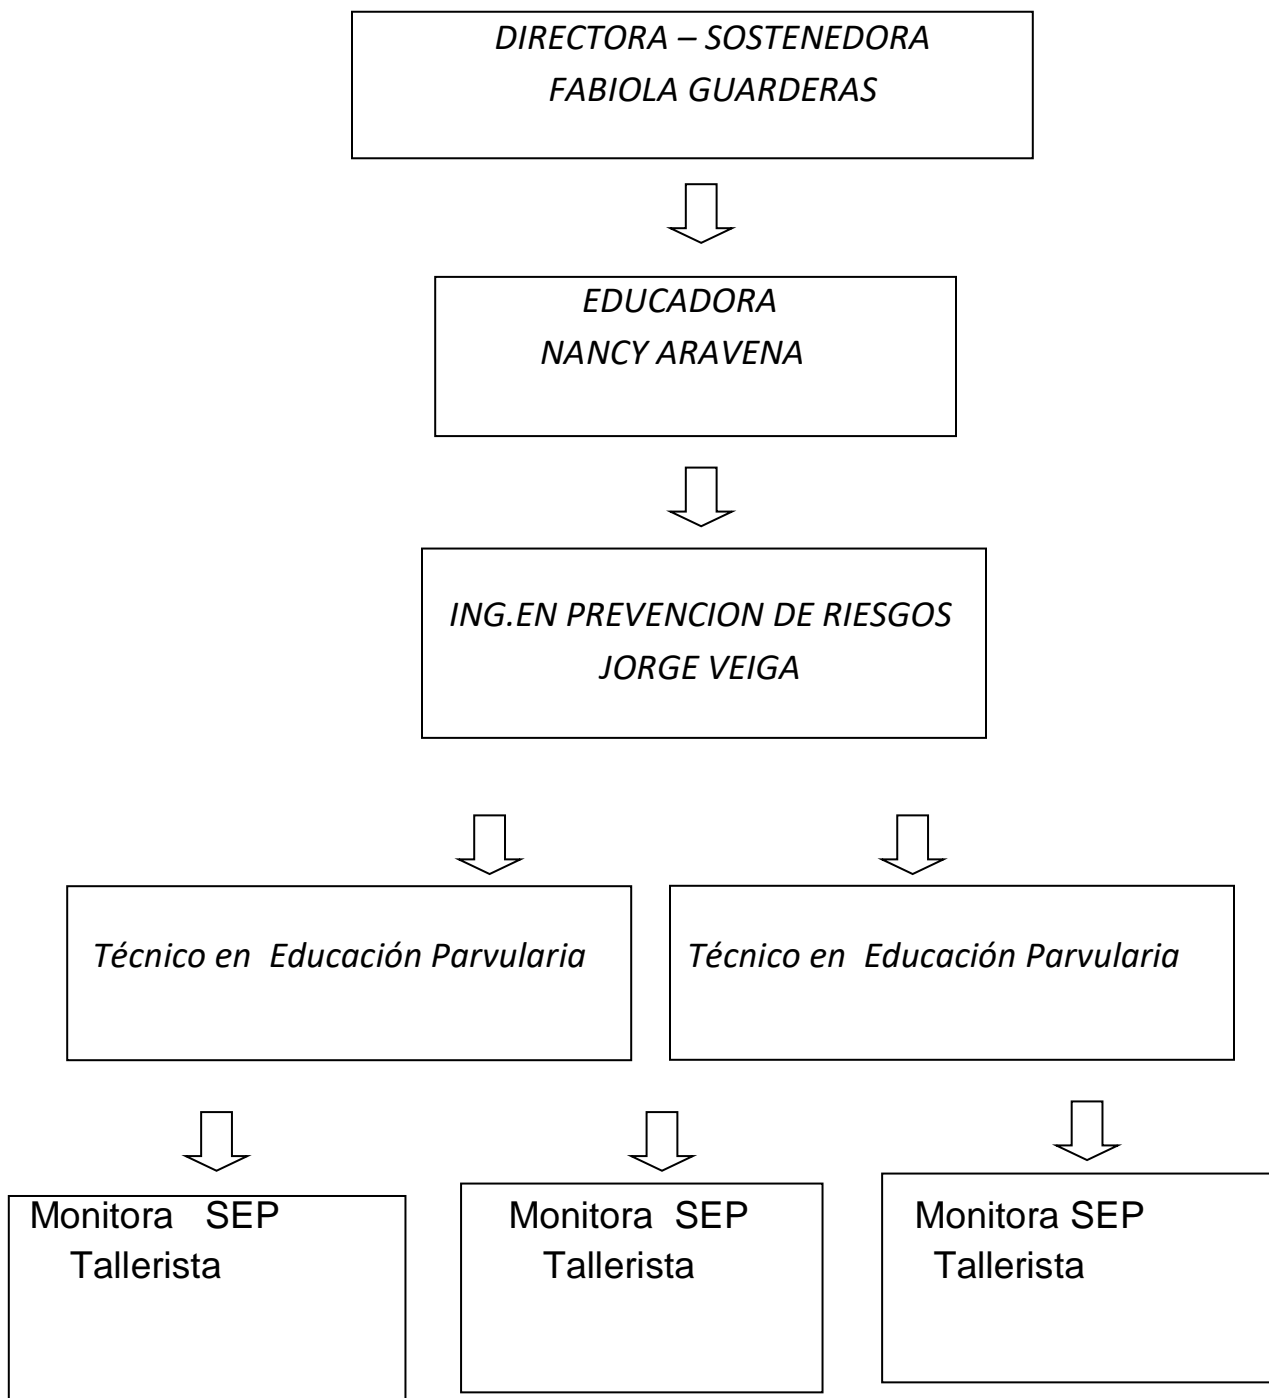 DIRECTORA – SOSTENEDORA
FABIOLA GUARDERAS
EDUCADORA
NANCY ARAVENA
ING.EN PREVENCION DE RIESGOS
JORGE VEIGA
Técnico en  Educación Parvularia
Técnico en  Educación Parvularia
Monitora   SEP
Tallerista
Monitora  SEP
Tallerista
Monitora SEP
Tallerista